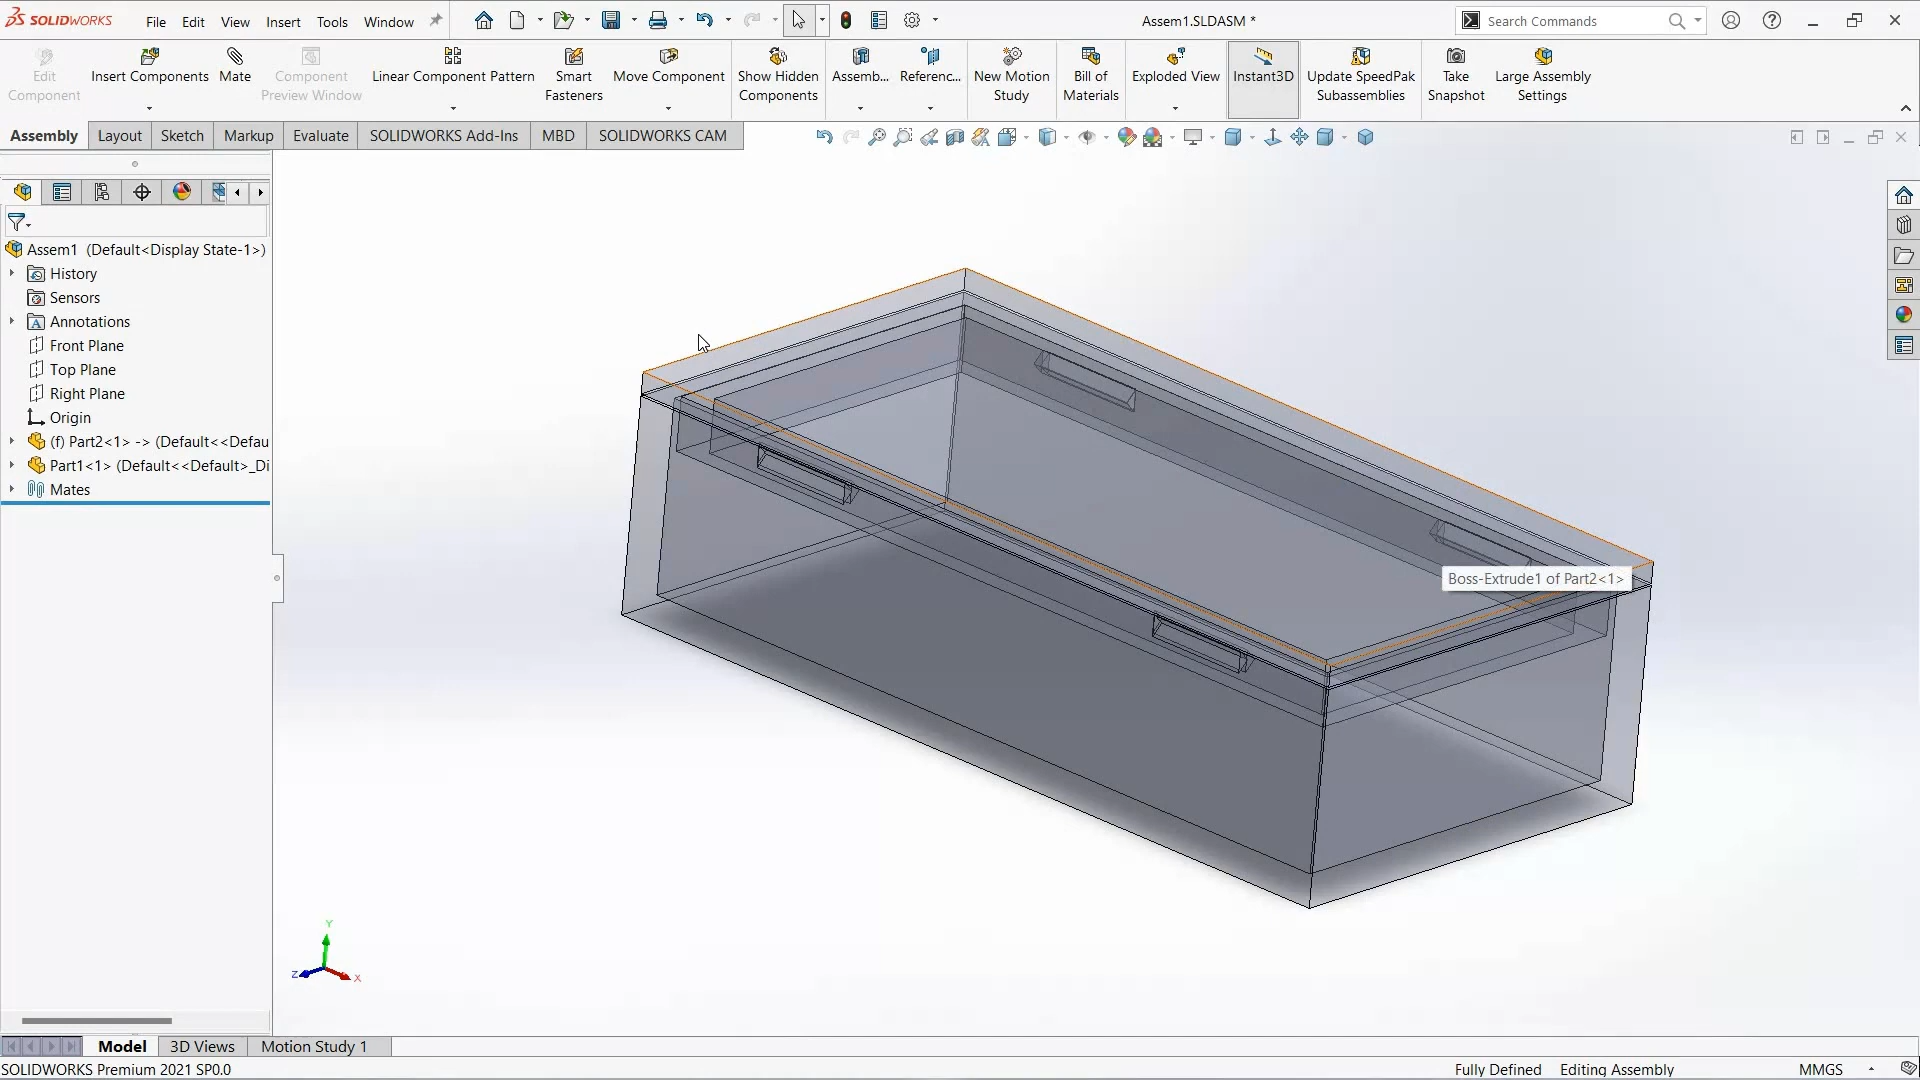 SOLIDWORKS File Edit View Insert Tools Window Assem1.SLDASM * Search Commands
Edit Component
Insert Components
Mate
Component Preview Window
Linear Component Pattern
Smart Fasteners
Move Component
Show Hidden Components
Assemb...
Referenc...
New Motion Study
Bill of Materials
Exploded View
Instant3D
Update SpeedPak Subassemblies
Take Snapshot
Large Assembly Settings
Assembly Layout Sketch Markup Evaluate SOLIDWORKS Add-Ins MBD SOLIDWORKS CAM
Assem1 (Default<Display State-1>)
History
Sensors
Annotations
Front Plane
Top Plane
Right Plane
Origin
(f) Part2<1> -> (Default<<Defau
Part1<1> (Default<<Default>_Di
Mates
Boss-Extrude1 of Part2<1>
Y
Z
X
Model 3D Views Motion Study 1
SOLIDWORKS Premium 2021 SP0.0 Fully Defined Editing Assembly MMGS